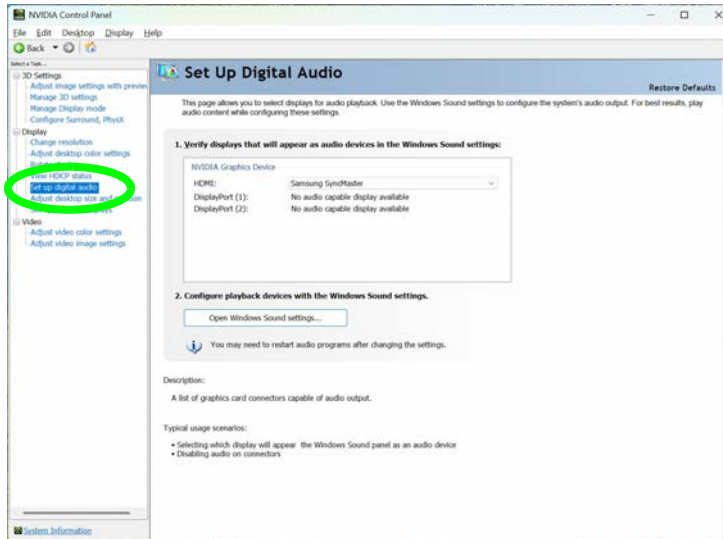 NVIDIA Control Panel
File Edit Desktop Display Help
Back
Select a Task...
3D Settings
Adjust image settings with preview
Manage 3D settings
Manage Display mode
Configure Surround, PhysX
Display
Change resolution
Adjust desktop color settings
View HDCP status
Set up digital audio
Adjust desktop size and
Video
Adjust video color settings
Adjust video image settings
System Information
Set Up Digital Audio
Restore Defaults
This page allows you to select displays for audio playback. Use the Windows Sound settings to configure the system's audio output. For best results, play
audio content while configuring these settings.
1. Verify displays that will appear as audio devices in the Windows Sound settings:
NVIDIA Graphics Device
HDMI: Samsung SyncMaster
DisplayPort (1): No audio capable display available
DisplayPort (2): No audio capable display available
2. Configure playback devices with the Windows Sound settings.
Open Windows Sound settings...
You may need to restart audio programs after changing the settings.
Description:
A list of graphics card connectors capable of audio output.
Typical usage scenarios:
• Selecting which display will appear the Windows Sound panel as an audio device
• Disabling audio on connectors